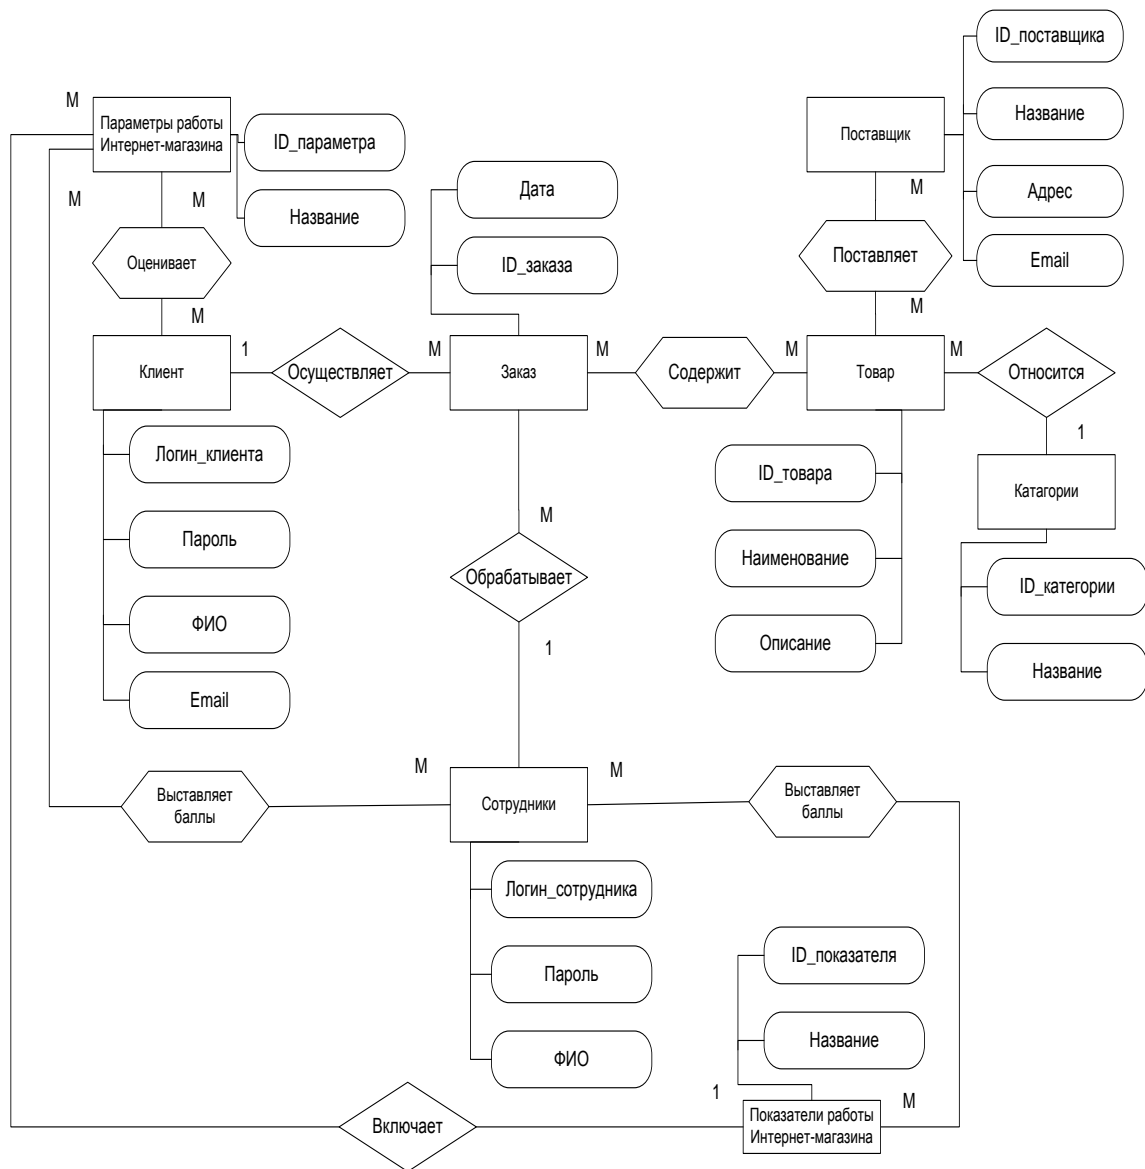 ID_поставщика
М
Параметры работы
Интернет-магазина
ID_параметра
Поставщик
Название
М
М
Название
Дата
М
Адрес
Оценивает
ID_заказа
Поставляет
Email
М
М
Клиент
1
Осуществляет
М
Заказ
М
Содержит
М
Товар
М
Относится
1
Логин_клиента
ID_товара
Катагории
Пароль
М
Наименование
Обрабатывает
ID_категории
ФИО
1
Описание
Название
Email
М
Сотрудники
М
Выставляет
баллы
Выставляет
баллы
Логин_сотрудника
ID_показателя
Пароль
Название
ФИО
1
М
Включает
Показатели работы
Интернет-магазина